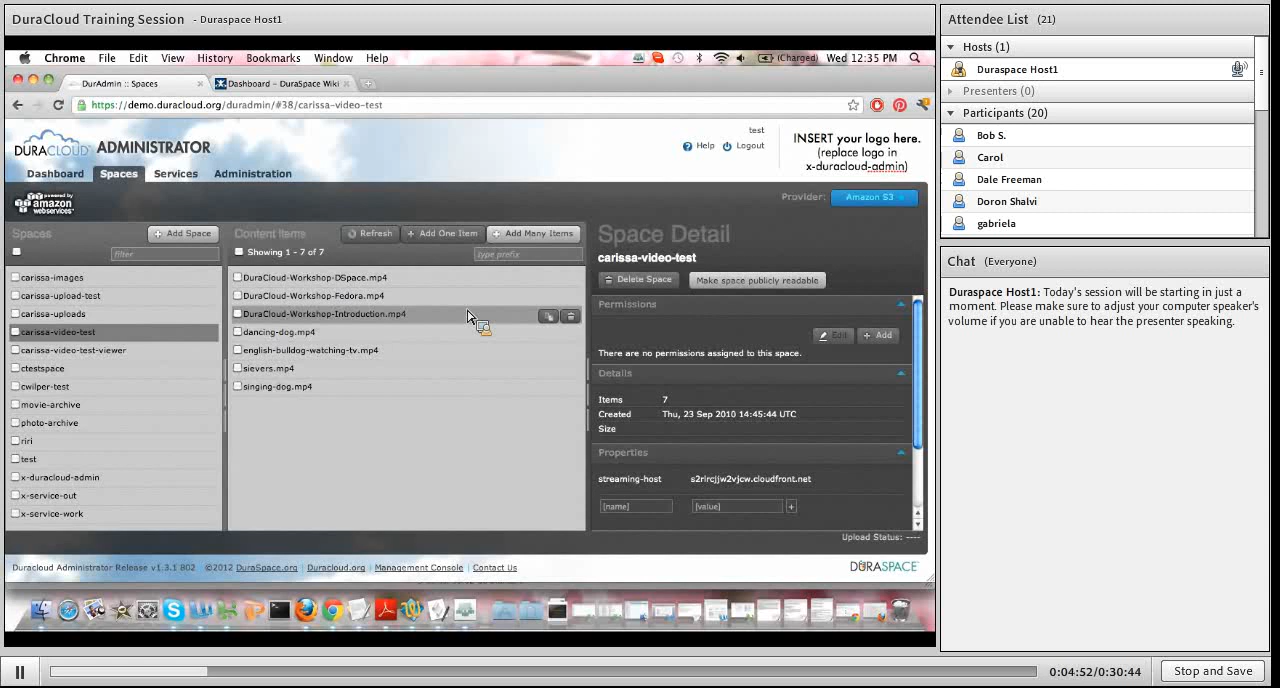 DuraCloud Training Session - Duraspace Host1
Chrome File Edit View History Bookmarks Window Help (Charged) Wed 12:35 PM
DurAdmin :: Spaces
Dashboard – DuraSpace Wiki
https://demo.duracloud.org/duradmin/#38/carissa-video-test
DURACLOUD ADMINISTRATOR
test
Help Logout
INSERT your logo here.
(replace logo in
x-duracloud-admin)
Dashboard Spaces Services Administration
powered by
amazon
webservices
Provider: Amazon S3
Spaces
Add Space
filter
carissa-images
carissa-upload-test
carissa-uploads
carissa-video-test
carissa-video-test-viewer
ctestspace
cwilper-test
movie-archive
photo-archive
riri
test
x-duracloud-admin
x-service-out
x-service-work
Content Items
Refresh
+ Add One Item
+ Add Many Items
Showing 1 - 7 of 7
type prefix
DuraCloud-Workshop-DSpace.mp4
DuraCloud-Workshop-Fedora.mp4
DuraCloud-Workshop-Introduction.mp4
dancing-dog.mp4
english-bulldog-watching-tv.mp4
sievers.mp4
singing-dog.mp4
Space Detail
carissa-video-test
Delete Space
Make space publicly readable
Permissions
Edit
+ Add
There are no permissions assigned to this space.
Details
Items 7
Created Thu, 23 Sep 2010 14:45:44 UTC
Size
Properties
streaming-host s2rlrcjjw2vjcw.cloudfront.net
[name] [value] +
Upload Status: ----
Duracloud Administrator Release v1.3.1 802 ©2012 DuraSpace.org | Duracloud.org | Management Console | Contact Us
DURASPACE
Attendee List (21)
Hosts (1)
Duraspace Host1
Presenters (0)
Participants (20)
Bob S.
Carol
Dale Freeman
Doron Shalvi
gabriela
Chat (Everyone)
Duraspace Host1: Today's session will be starting in just a
moment. Please make sure to adjust your computer speaker's
volume if you are unable to hear the presenter speaking.
0:04:52/0:30:44
Stop and Save